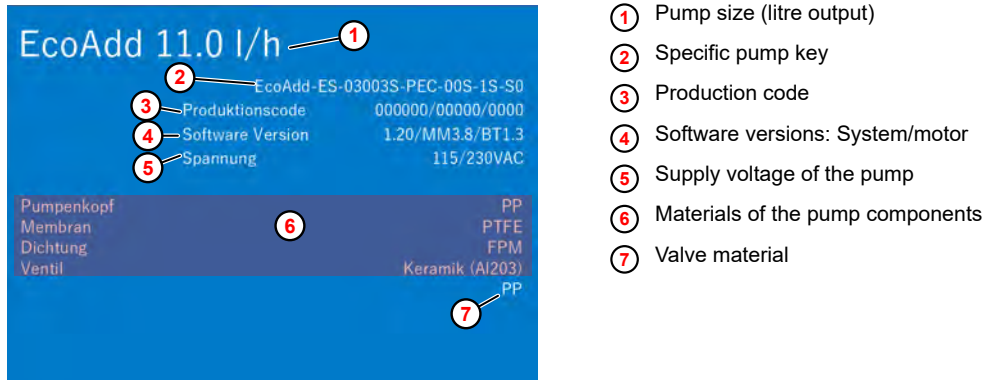 EcoAdd 11.0 l/h
1
2
EcoAdd-ES-03003S-PEC-00S-1S-S0
3 Produktionscode 000000/00000/0000
4 Software Version 1.20/MM3.8/BT1.3
5 Spannung 115/230VAC
Pumpenkopf PP
Membran 6 PTFE
Dichtung FPM
Ventil Keramik (Al203)
PP
7
1 Pump size (litre output)
2 Specific pump key
3 Production code
4 Software versions: System/motor
5 Supply voltage of the pump
6 Materials of the pump components
7 Valve material